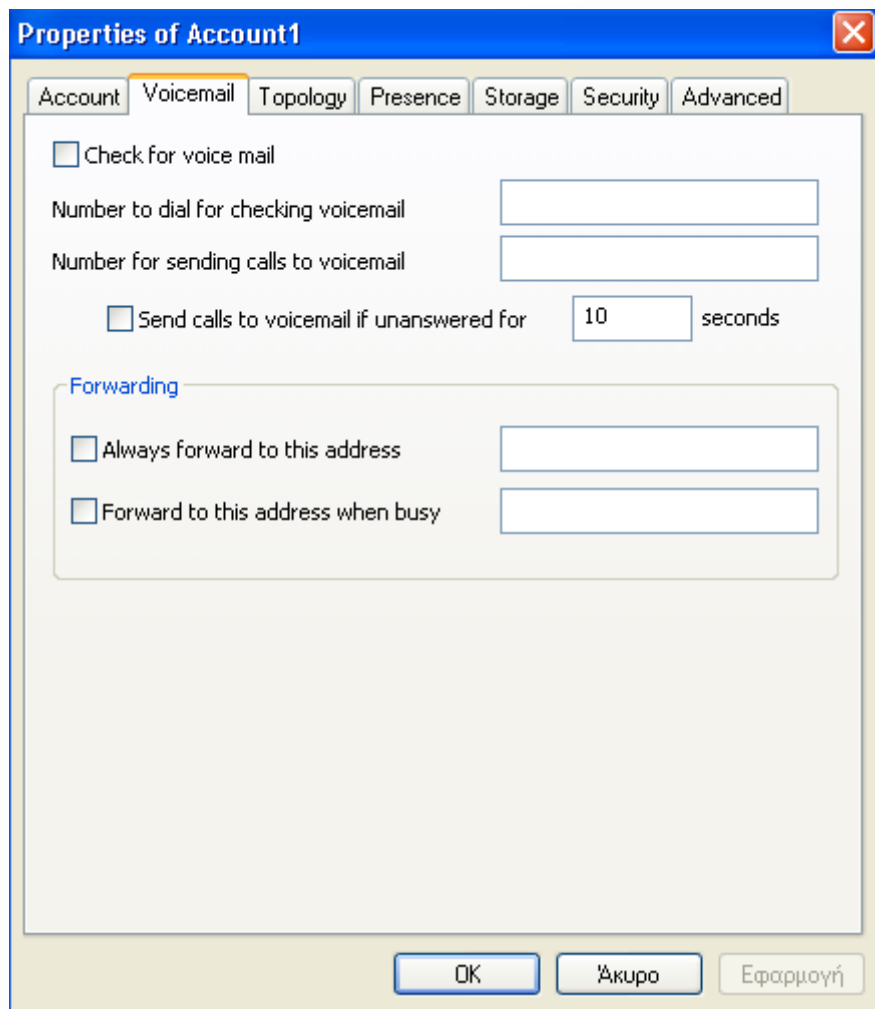 Properties of Account1
Account Voicemail Topology Presence Storage Security Advanced
Check for voice mail
Number to dial for checking voicemail
Number for sending calls to voicemail
Send calls to voicemail if unanswered for 10 seconds
Forwarding
Always forward to this address
Forward to this address when busy
OK Άκυρο Εφαρμογή